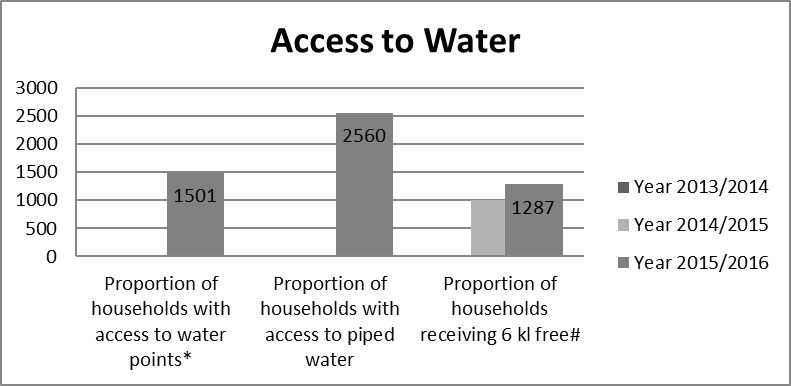 Access to Water
3000
2500
2000
1500
1000
500
0
1501
2560
1287
Proportion of
households with
access to water
points*
Proportion of
households with
access to piped
water
Proportion of
households
receiving 6 kl free#
Year 2013/2014
Year 2014/2015
Year 2015/2016